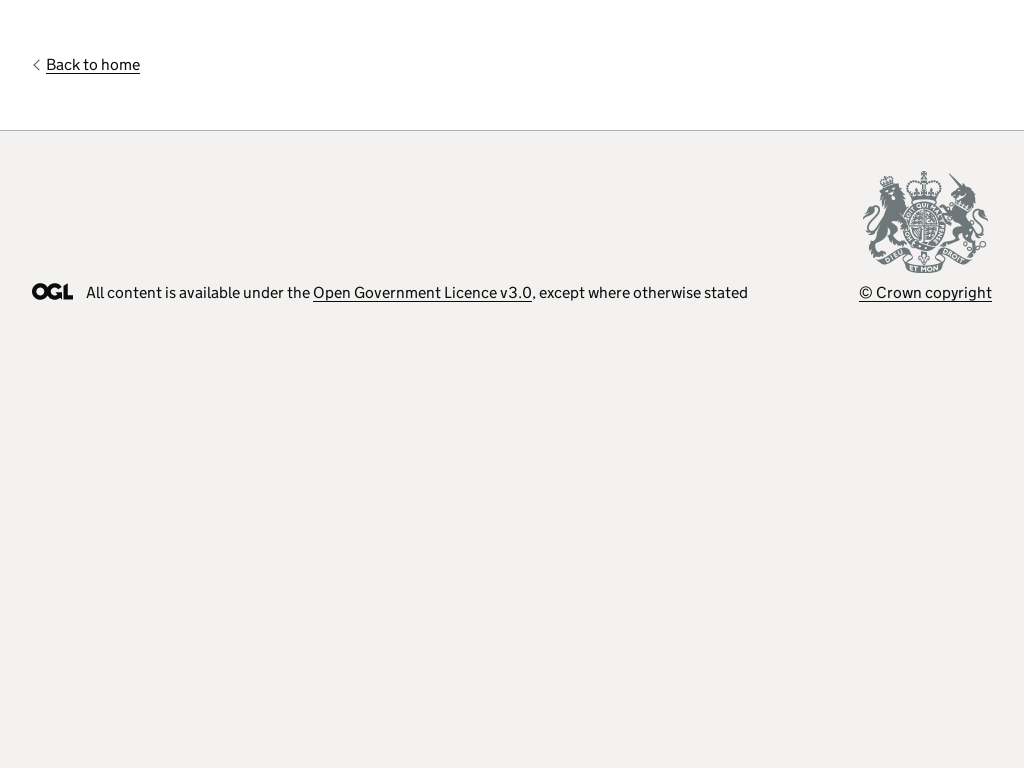 Back to home
OGL All content is available under the Open Government Licence v3.0, except where otherwise stated
DIEU ET MON DROIT
© Crown copyright